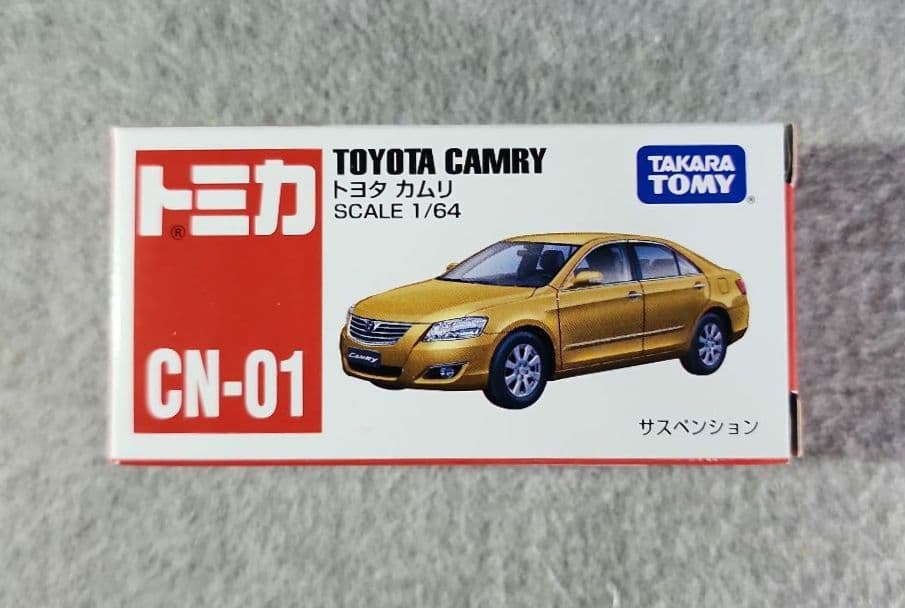 トミカ®
CN-01
TOYOTA CAMRY
トヨタ カムリ
SCALE 1/64
TAKARA
TOMY®
CAMRY
サスペンション